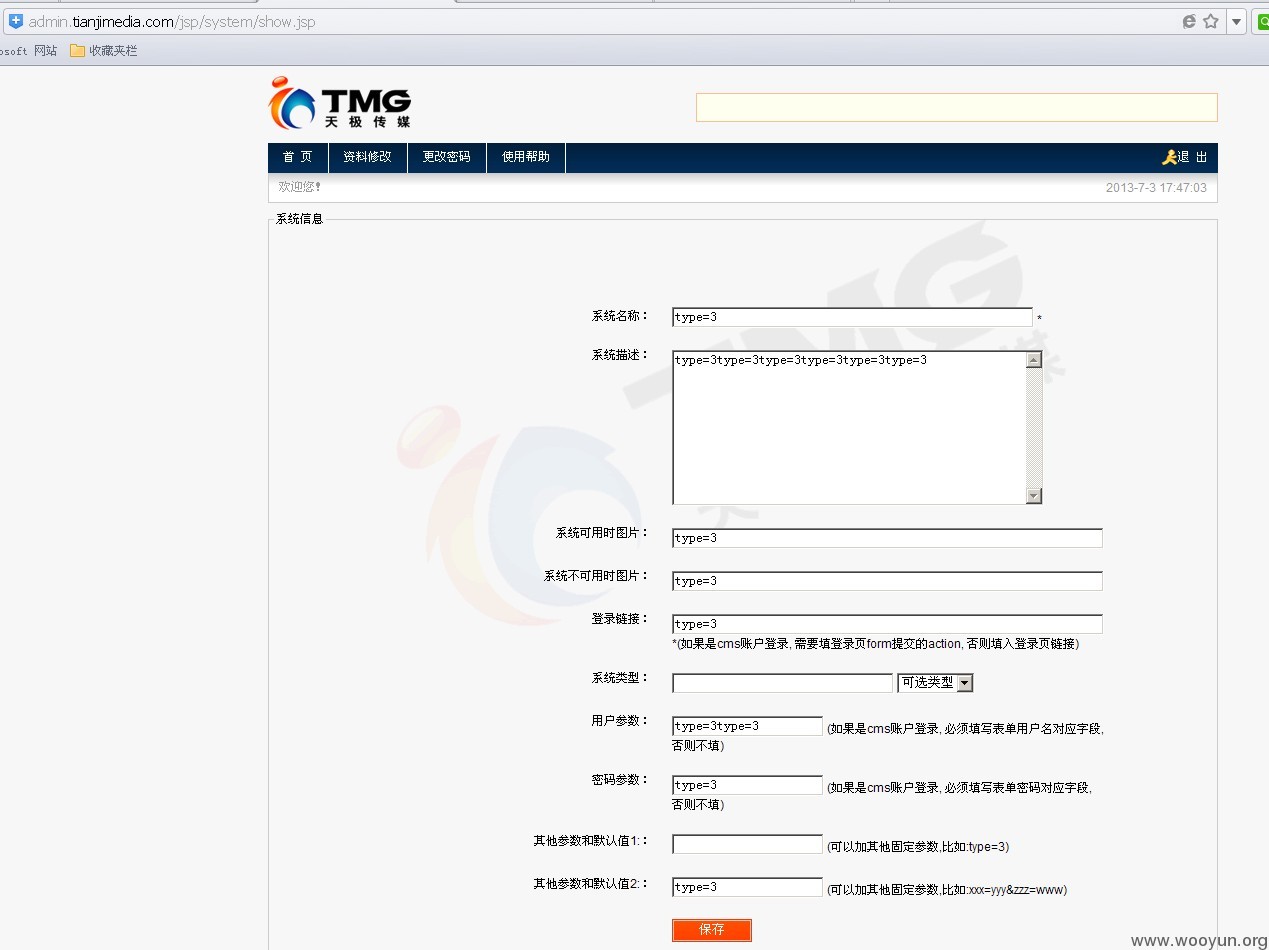 admin.tianjimedia.com/jsp/system/show.jsp
osoft 网站 收藏夹栏
TMG
天极传媒
首 页 资料修改 更改密码 使用帮助 退 出
欢迎您! 2013-7-3 17:47:03
系统信息
系统名称： type=3 *
系统描述： type=3type=3type=3type=3type=3type=3
系统可用时图片： type=3
系统不可用时图片： type=3
登录链接： type=3
*(如果是cms账户登录, 需要填登录页form提交的action, 否则填入登录页链接)
系统类型： 可选类型
用户参数： type=3type=3 (如果是cms账户登录, 必须填写表单用户名对应字段,
否则不填)
密码参数： type=3 (如果是cms账户登录, 必须填写表单密码对应字段,
否则不填)
其他参数和默认值1:： (可以加其他固定参数,比如:type=3)
其他参数和默认值2:： type=3 (可以加其他固定参数,比如:xxx=yyy&zzz=www)
保存
www.wooyun.org